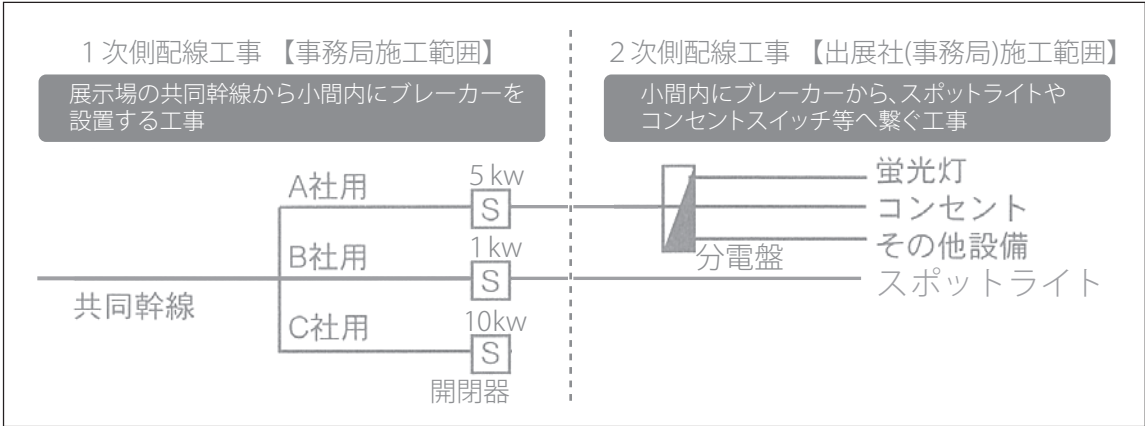 1次側配線工事 【事務局施工範囲】
展示場の共同幹線から小間内にブレーカーを
設置する工事
2次側配線工事 【出展社(事務局)施工範囲】
小間内にブレーカーから、スポットライトや
コンセントスイッチ等へ繋ぐ工事
共同幹線
A社用
5kw
S
B社用
1kw
S
C社用
10kw
S
開閉器
分電盤
蛍光灯
コンセント
その他設備
スポットライト